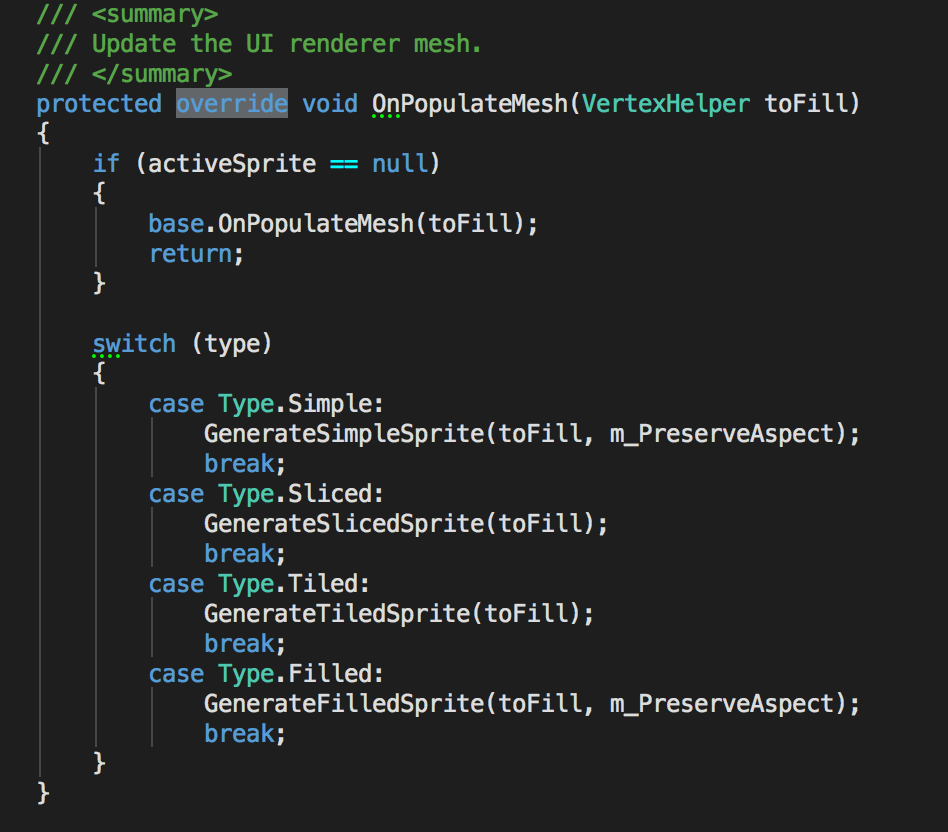 /// <summary>
/// Update the UI renderer mesh.
/// </summary>
protected override void OnPopulateMesh(VertexHelper toFill)
{
    if (activeSprite == null)
    {
        base.OnPopulateMesh(toFill);
        return;
    }

    switch (type)
    {
        case Type.Simple:
            GenerateSimpleSprite(toFill, m_PreserveAspect);
            break;
        case Type.Sliced:
            GenerateSlicedSprite(toFill);
            break;
        case Type.Tiled:
            GenerateTiledSprite(toFill);
            break;
        case Type.Filled:
            GenerateFilledSprite(toFill, m_PreserveAspect);
            break;
    }
}